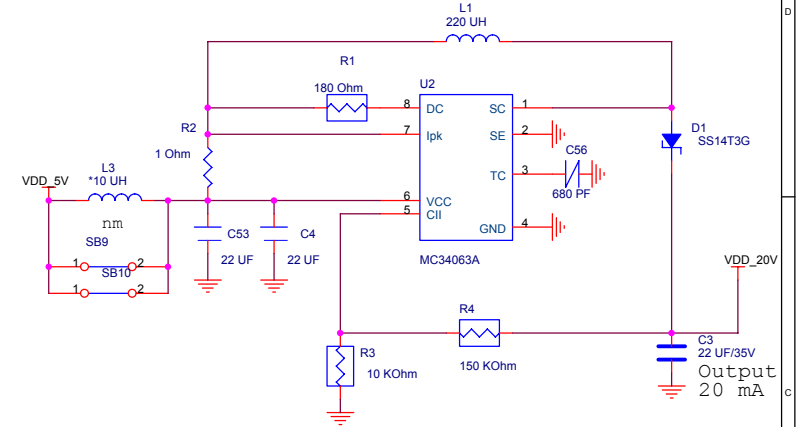 L1
220 UH
D
R1
180 Ohm
U2
8 DC SC 1
R2
7 Ipk SE 2
D1
SS14T3G
1 Ohm
C56
TC 3
680 PF
L3
*10 UH
VDD_5V
6 VCC
5 CII
GND 4
nm
SB9
C53
22 UF
C4
22 UF
MC34063A
1 2
SB10
1 2
VDD_20V
R4
150 KOhm
R3
10 KOhm
C3
22 UF/35V
Output
20 mA
C